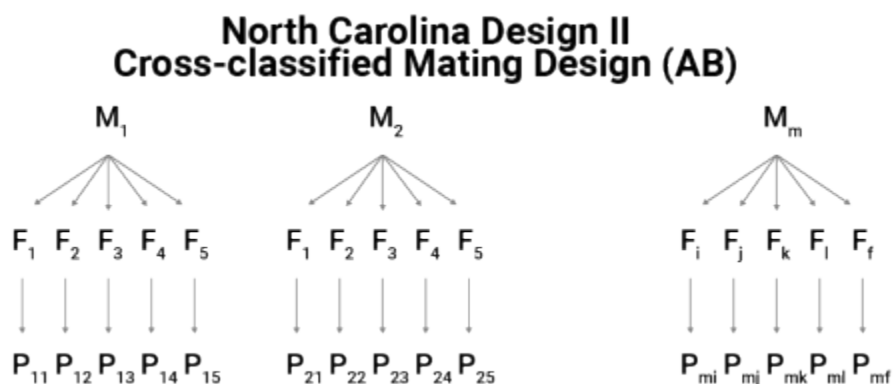 North Carolina Design II
Cross-classified Mating Design (AB)
M1 M2 Mm
F1 F2 F3 F4 F5 F1 F2 F3 F4 F5 Fi Fj Fk Fl Ff
P11 P12 P13 P14 P15 P21 P22 P23 P24 P25 Pmi Pmj Pmk Pml Pmf